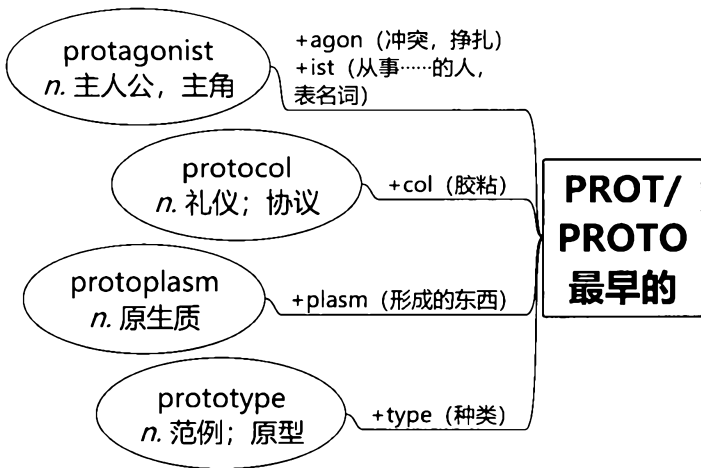 protagonist
n. 主人公，主角
+agon（冲突，挣扎）
+ist（从事……的人，
表名词）
protocol
n. 礼仪；协议
+col（胶粘）
PROT/
PROTO
最早的
protoplasm
n. 原生质
+plasm（形成的东西）
prototype
n. 范例；原型
+type（种类）